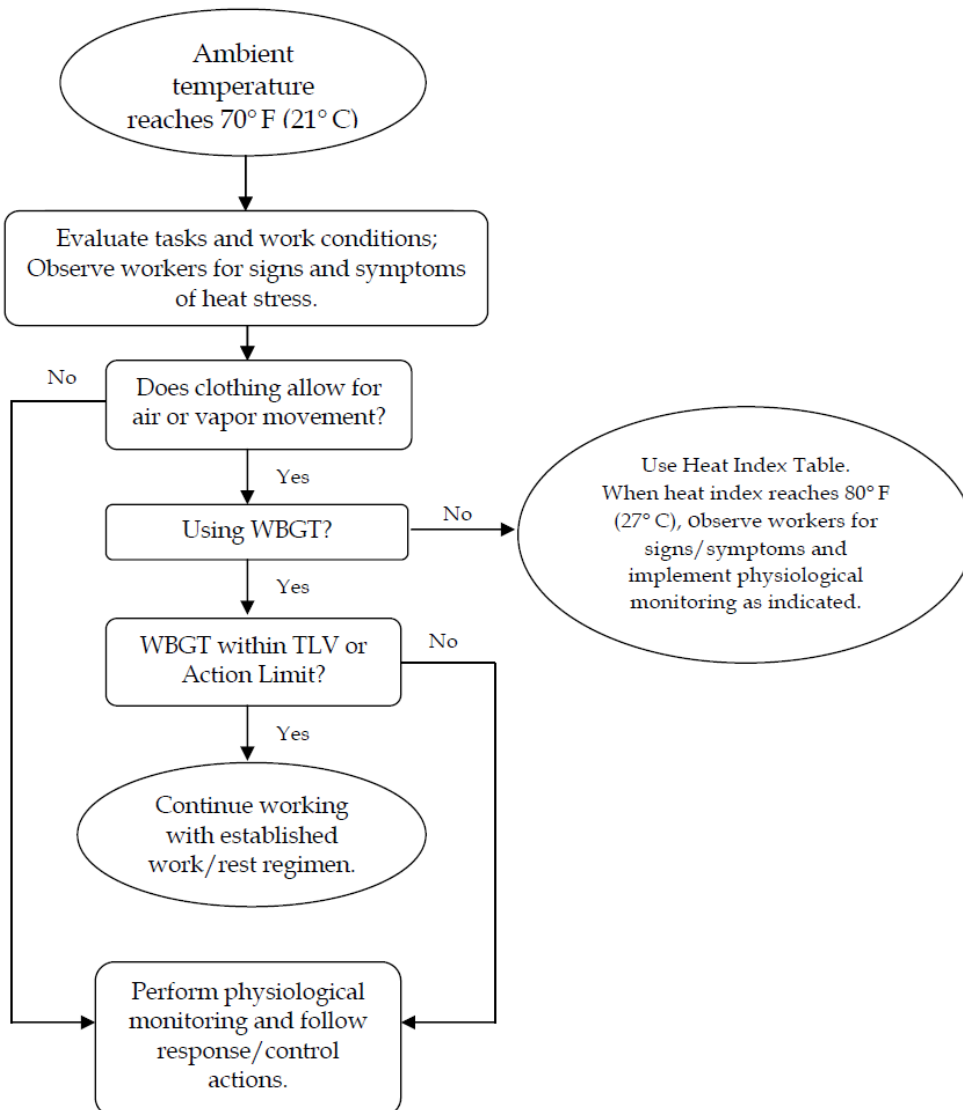 Ambient
temperature
reaches 70° F (21° C)
Evaluate tasks and work conditions;
Observe workers for signs and symptoms
of heat stress.
No
Does clothing allow for
air or vapor movement?
Yes
Using WBGT?
No
Use Heat Index Table.
When heat index reaches 80° F
(27° C), Observe workers for
signs/symptoms and
implement physiological
monitoring as indicated.
Yes
WBGT within TLV or
Action Limit?
No
Yes
Continue working
with established
work/rest regimen.
Perform physiological
monitoring and follow
response/control
actions.